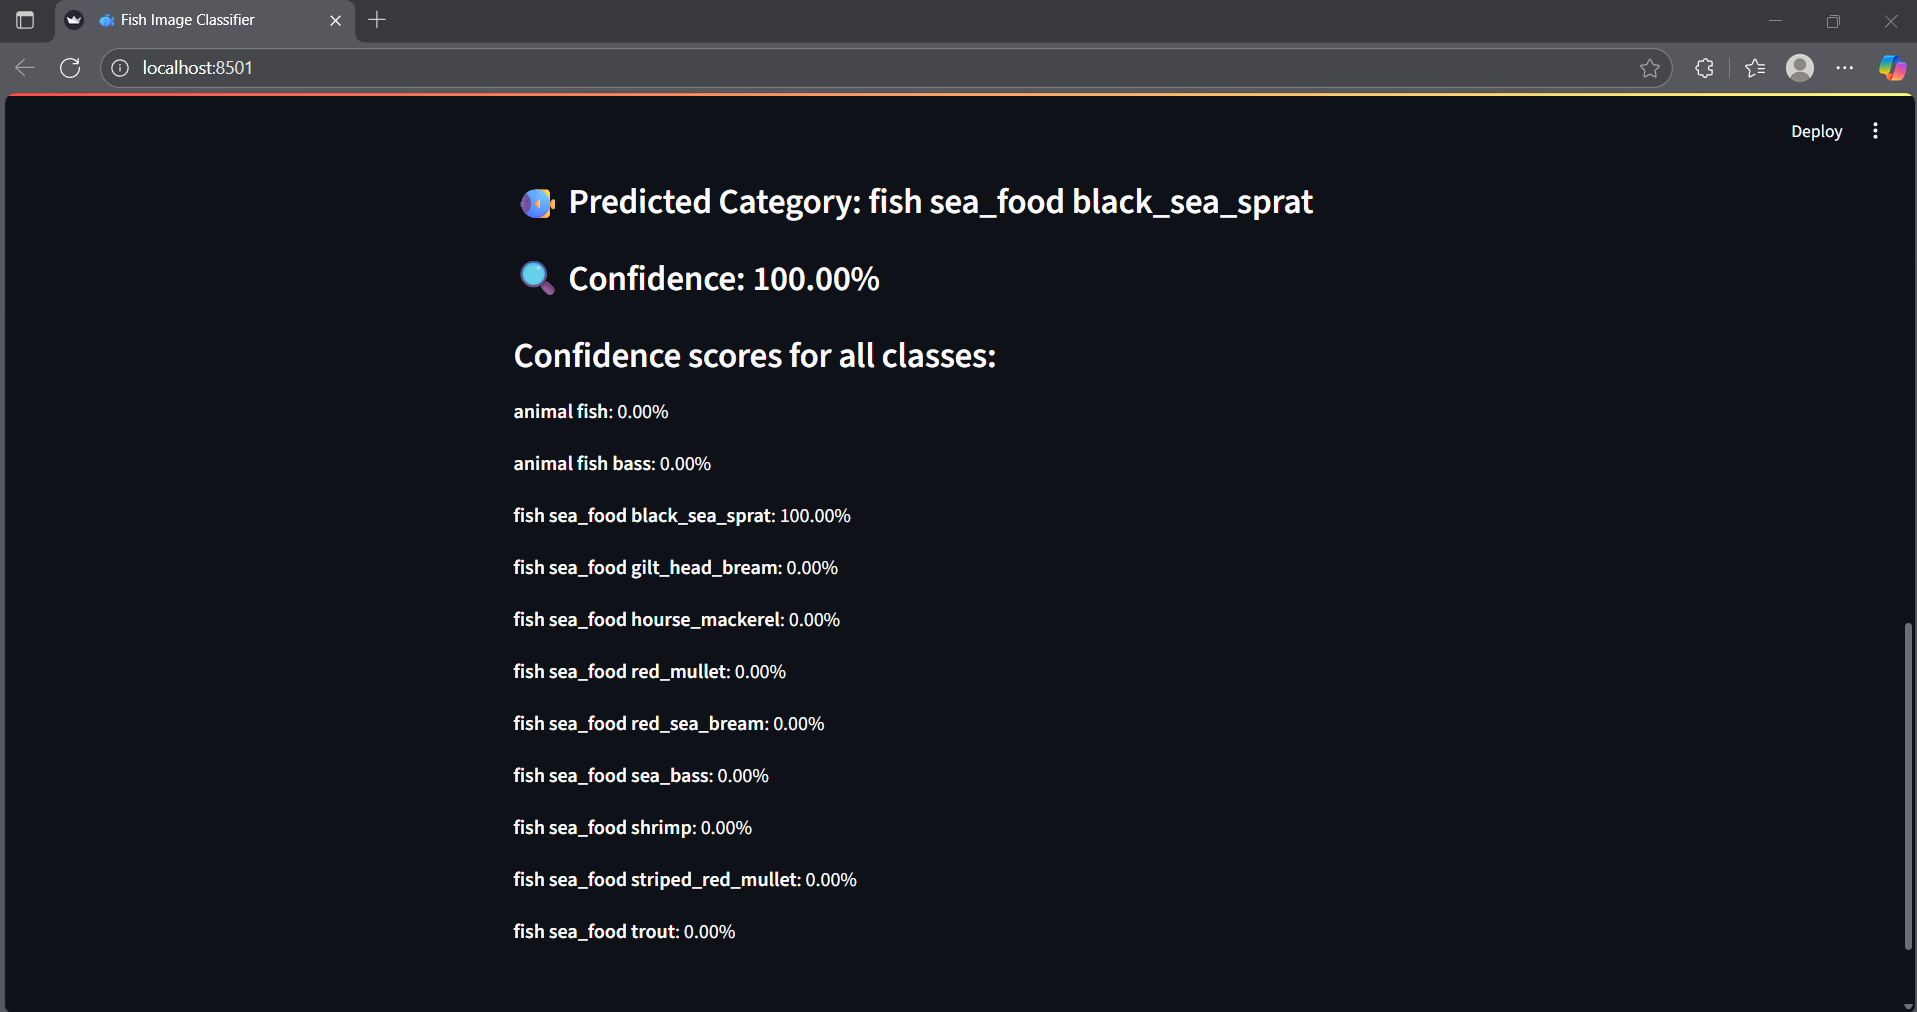 Fish Image Classifier
localhost:8501
Deploy
Predicted Category: fish sea_food black_sea_sprat
Confidence: 100.00%
Confidence scores for all classes:
animal fish: 0.00%
animal fish bass: 0.00%
fish sea_food black_sea_sprat: 100.00%
fish sea_food gilt_head_bream: 0.00%
fish sea_food hourse_mackerel: 0.00%
fish sea_food red_mullet: 0.00%
fish sea_food red_sea_bream: 0.00%
fish sea_food sea_bass: 0.00%
fish sea_food shrimp: 0.00%
fish sea_food striped_red_mullet: 0.00%
fish sea_food trout: 0.00%